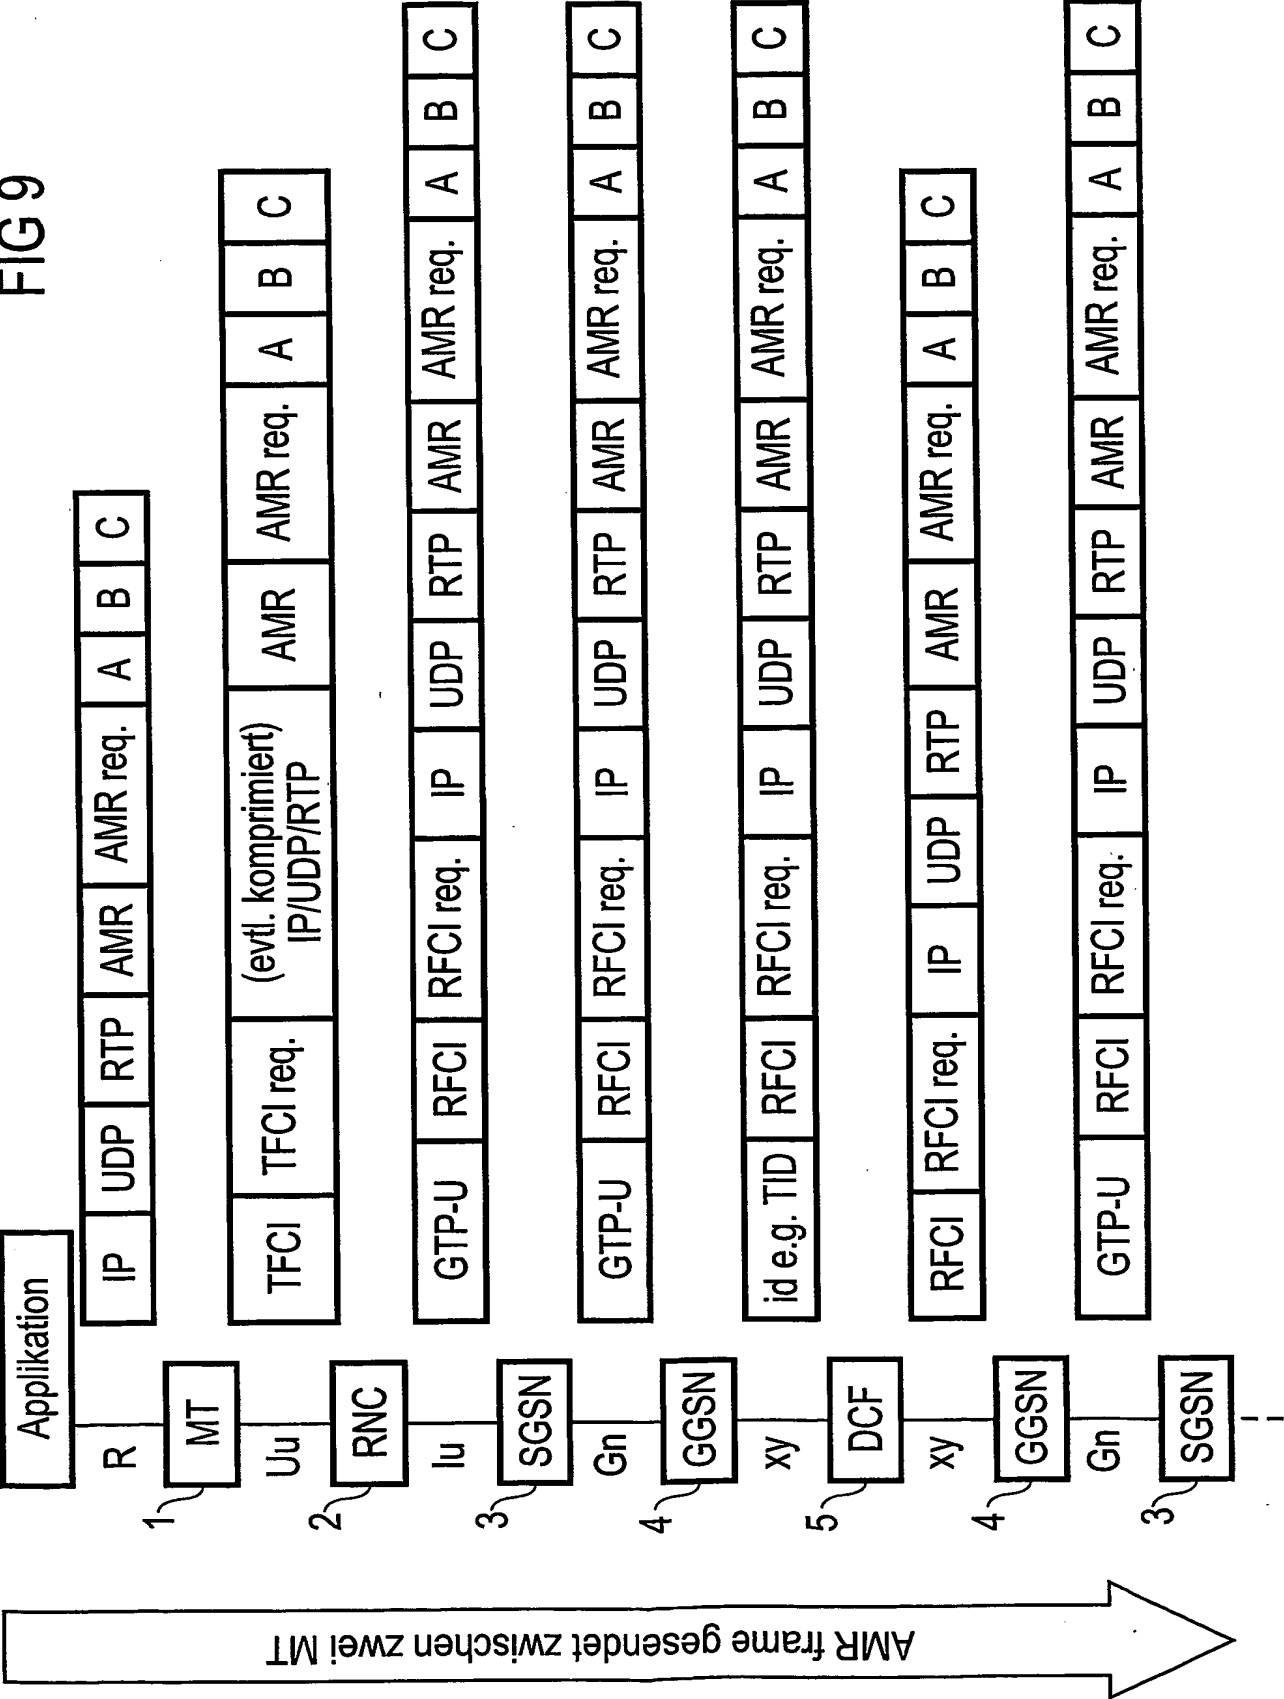 FIG 9
Applikation
R
IP UDP RTP AMR AMR req. A B C
1
MT
Uu
TFCI TFCI req. (evtl. komprimiert) IP/UDP/RTP AMR AMR req. A B C
2
RNC
Iu
GTP-U RFCI RFCI req. IP UDP RTP AMR AMR req. A B C
3
SGSN
Gn
GTP-U RFCI RFCI req. IP UDP RTP AMR AMR req. A B C
4
GGSN
xy
id e.g. TID RFCI RFCI req. IP UDP RTP AMR AMR req. A B C
5
DCF
xy
RFCI RFCI req. IP UDP RTP AMR AMR req. A B C
4
GGSN
Gn
GTP-U RFCI RFCI req. IP UDP RTP AMR AMR req. A B C
3
SGSN
AMR frame gesendet zwischen zwei MT